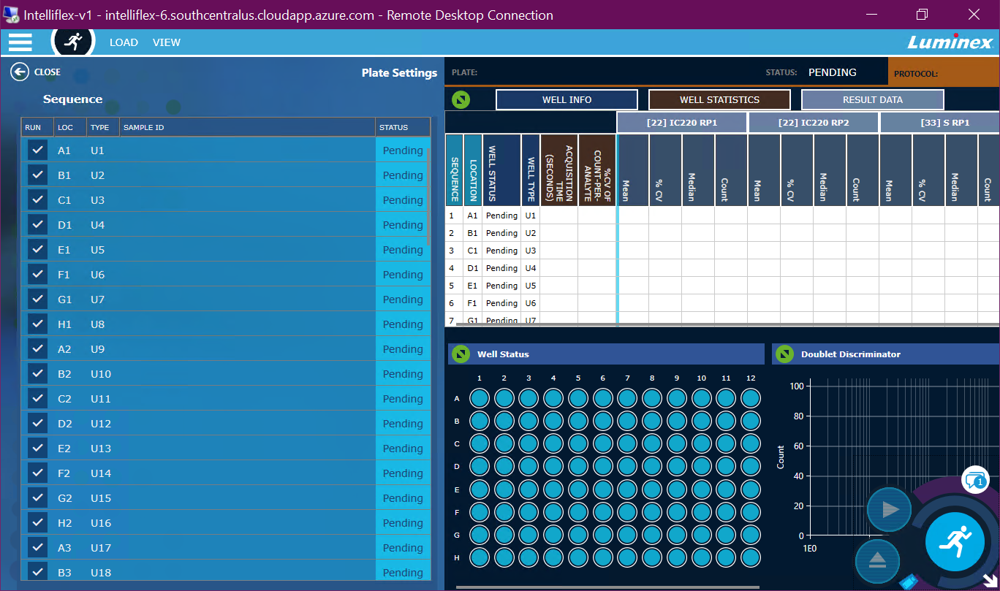 Intelliflex-v1 - intelliflex-6.southcentralus.cloudapp.azure.com - Remote Desktop Connection
LOAD VIEW
Luminex
CLOSE
Plate Settings
Sequence
RUN LOC TYPE SAMPLE ID STATUS
A1 U1 Pending
B1 U2 Pending
C1 U3 Pending
D1 U4 Pending
E1 U5 Pending
F1 U6 Pending
G1 U7 Pending
H1 U8 Pending
A2 U9 Pending
B2 U10 Pending
C2 U11 Pending
D2 U12 Pending
E2 U13 Pending
F2 U14 Pending
G2 U15 Pending
H2 U16 Pending
A3 U17 Pending
B3 U18 Pending
PLATE: STATUS: PENDING PROTOCOL:
WELL INFO WELL STATISTICS RESULT DATA
[22] IC220 RP1 [22] IC220 RP2 [33] S RP1
SEQUENCE LOCATION WELL STATUS WELL TYPE ACQUISITION TIME (SECONDS) %CV OF COUNT-PER-ANALYTE Mean % CV Median Count Mean % CV Median Count Mean % CV Median Count
1 A1 Pending U1
2 B1 Pending U2
3 C1 Pending U3
4 D1 Pending U4
5 E1 Pending U5
6 F1 Pending U6
7 G1 Pending U7
Well Status
1 2 3 4 5 6 7 8 9 10 11 12
A
B
C
D
E
F
G
H
Doublet Discriminator
100
80
60
40
20
0
Count
1E0
1